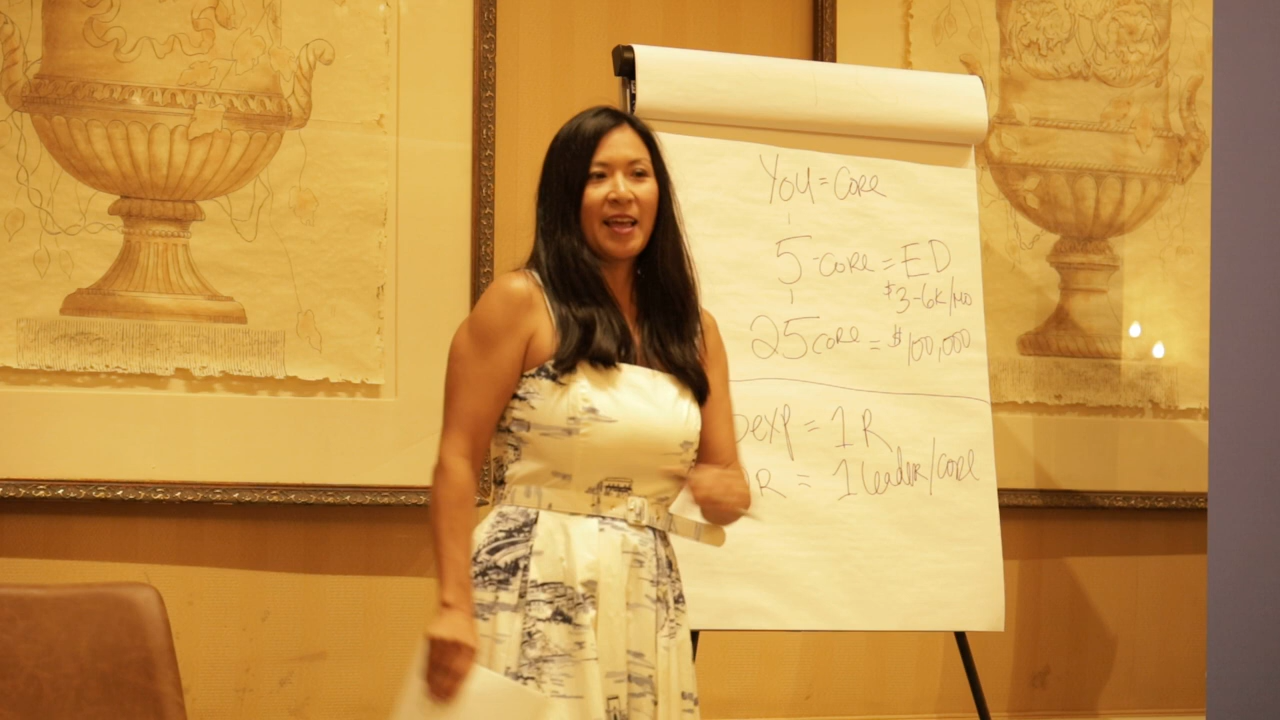 YOU = CORE
5 - CORE = ED
$3-6K/MO
25 CORE = $100,000
EXP = 1 R
R = 1 leader/core